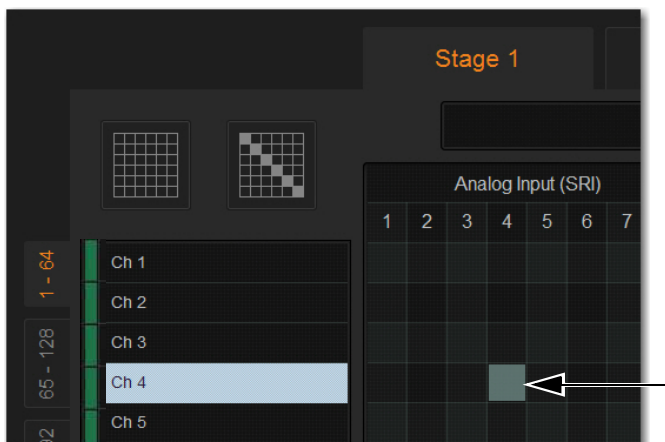 Stage 1
Analog Input (SRI)
1 2 3 4 5 6 7
1 - 64
65 - 128
92
Ch 1
Ch 2
Ch 3
Ch 4
Ch 5